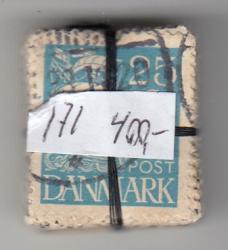 25
171 400,-
POST
DANMARK